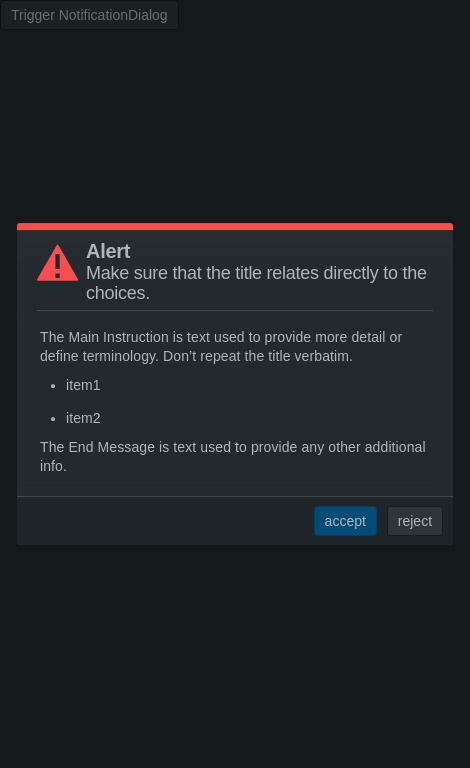 Trigger NotificationDialog
Alert
Make sure that the title relates directly to the
choices.
The Main Instruction is text used to provide more detail or
define terminology. Don’t repeat the title verbatim.
• item1
• item2
The End Message is text used to provide any other additional
info.
accept reject